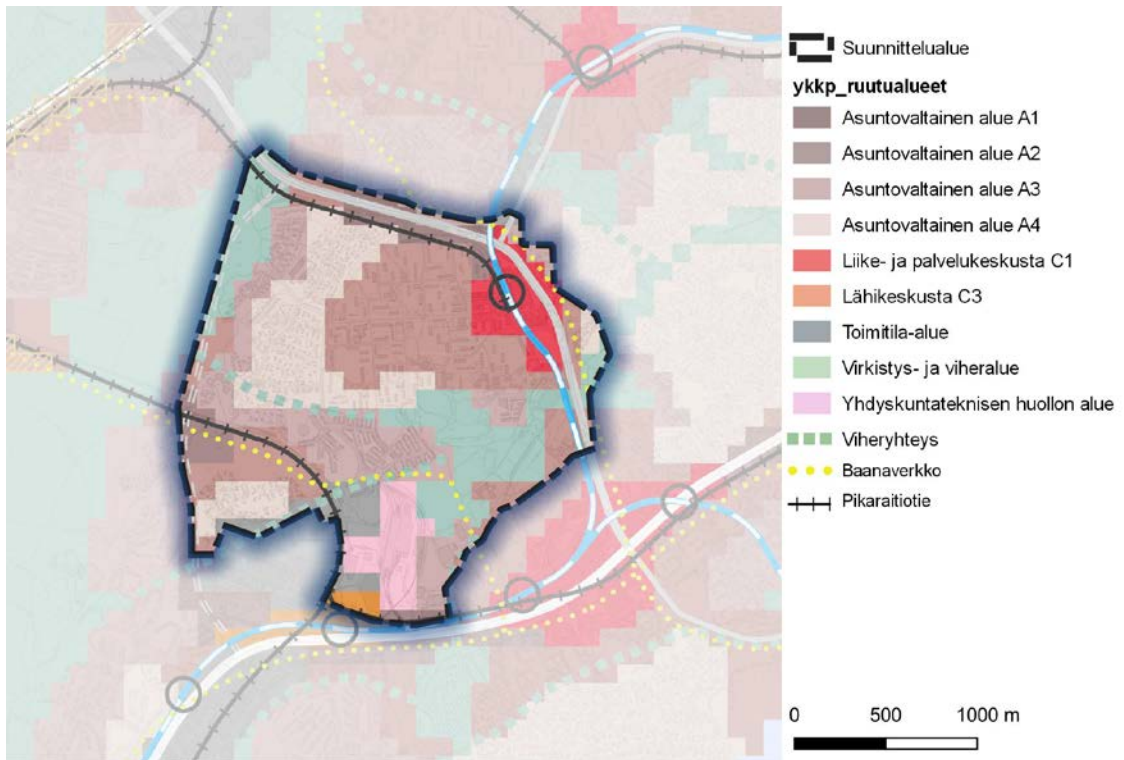 Suunnittelualue
ykkp_ruutualueet
Asuntovaltainen alue A1
Asuntovaltainen alue A2
Asuntovaltainen alue A3
Asuntovaltainen alue A4
Liike- ja palvelukeskusta C1
Lähikeskusta C3
Toimitila-alue
Virkistys- ja viheralue
Yhdyskuntateknisen huollon alue
Viheryhteys
Baanaverkko
Pikaraitiotie
0 500 1000 m